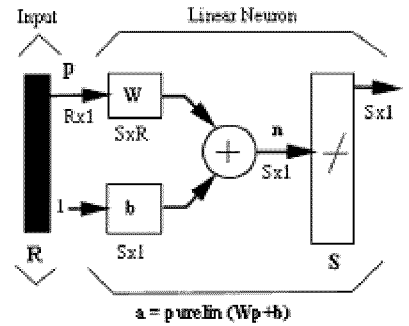 Input
Linear Neuron
p
W
n
Rx1
SxR
Sx1
Sx1
1
b
R
Sx1
S
a = purelin (Wp+b)